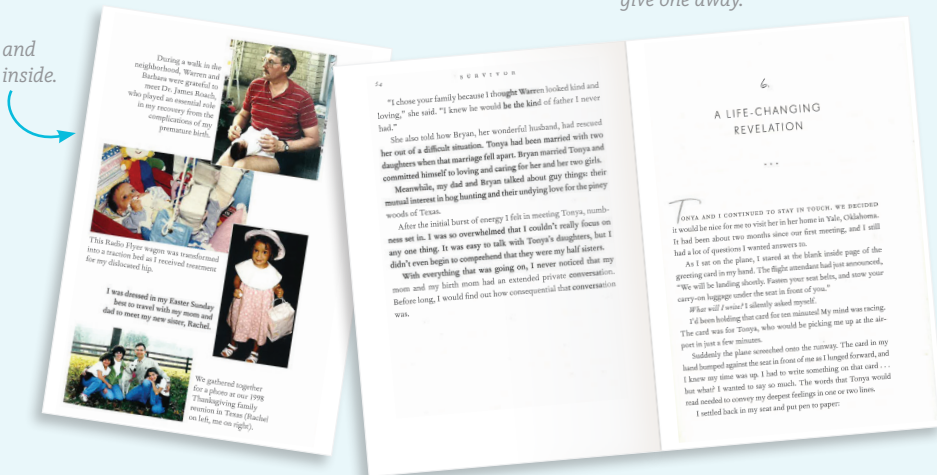 give one away.
and
inside.
During a walk in the
neighborhood, Warren and
Barbara were grateful to
meet Dr. James Roach,
who played an essential role
in my recovery from the
complications of my
premature birth.
This Radio Flyer wagon was transformed
into a traction bed as I received treatment
for my dislocated hip.
I was dressed in my Easter Sunday
best to travel with my mom and
dad to meet my new sister, Rachel.
We gathered together
for a photo at our 1998
Thanksgiving family
reunion in Texas (Rachel
on left, me on right).
54
SURVIVOR
"I chose your family because I thought Warren looked kind and
loving," she said. "I knew he would be the kind of father I never
had."
She also told how Bryan, her wonderful husband, had rescued
her out of a difficult situation. Tonya had been married with two
daughters when that marriage fell apart. Bryan married Tonya and
committed himself to loving and caring for her and her two girls.
Meanwhile, my dad and Bryan talked about guy things: their
mutual interest in hog hunting and their undying love for the piney
woods of Texas.
After the initial burst of energy I felt in meeting Tonya, numb-
ness set in. I was so overwhelmed that I couldn't really focus on
any one thing. It was easy to talk with Tonya's daughters, but I
didn't even begin to comprehend that they were my half sisters.
With everything that was going on, I never noticed that my
mom and my birth mom had an extended private conversation.
Before long, I would find out how consequential that conversation
was.
6.
A LIFE-CHANGING
REVELATION
...
TONYA AND I CONTINUED TO STAY IN TOUCH. WE DECIDED
it would be nice for me to visit her in her home in Yale, Oklahoma.
It had been about two months since our first meeting, and I still
had a lot of questions I wanted answers to.
As I sat on the plane, I stared at the blank inside page of the
greeting card in my hand. The flight attendant had just announced,
"We will be landing shortly. Fasten your seat belts, and stow your
carry-on luggage under the seat in front of you."
What will I write? I silently asked myself.
I'd been holding that card for ten minutes! My mind was racing.
The card was for Tonya, who would be picking me up at the air-
port in just a few minutes.
Suddenly the plane screeched onto the runway. The card in my
hand bumped against the seat in front of me as I lunged forward, and
I knew my time was up. I had to write something on that card . . .
but what? I wanted to say so much. The words that Tonya would
read needed to convey my deepest feelings in one or two lines.
I settled back in my seat and put pen to paper: